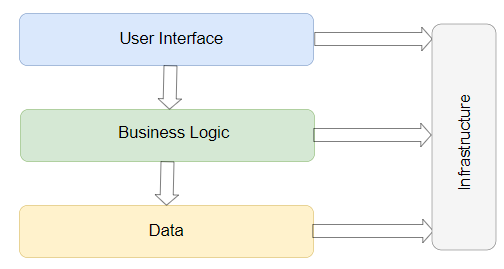 User Interface
Business Logic
Data
Infrastructure